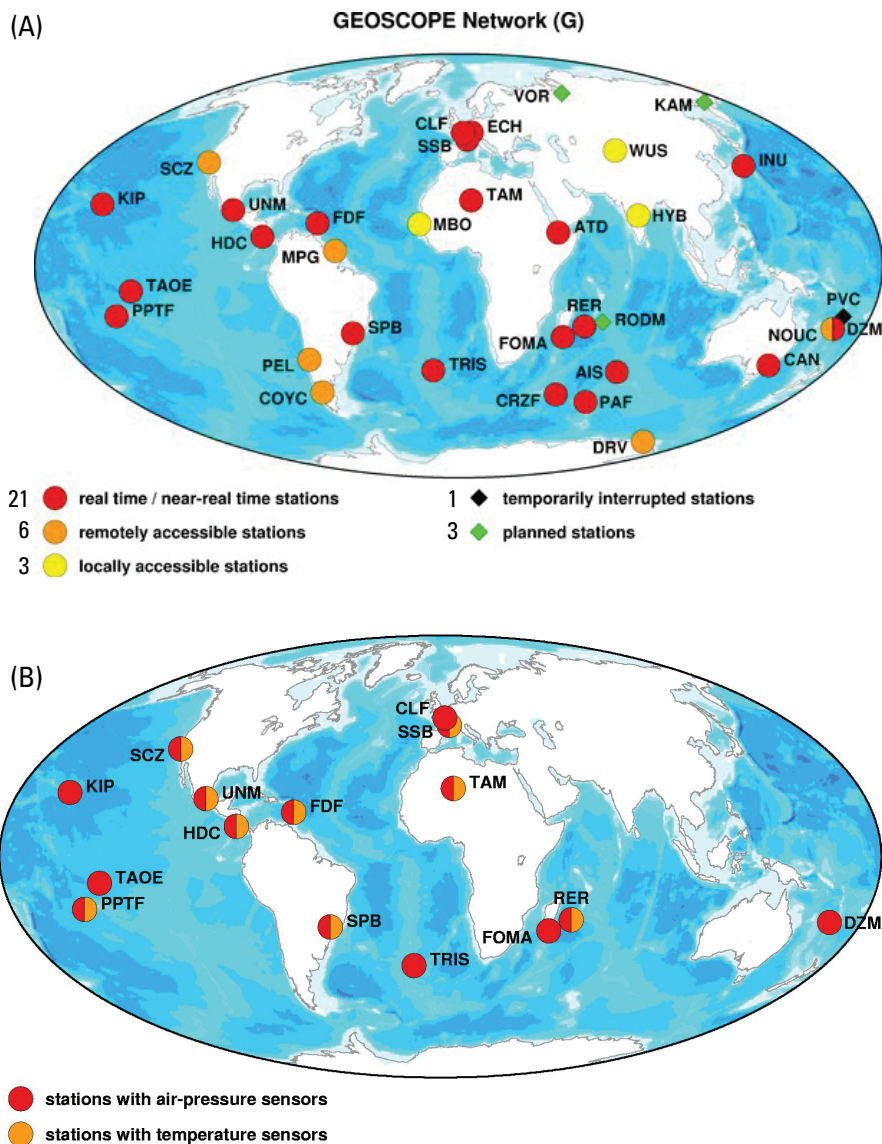 (A)
GEOSCOPE Network (G)
VOR
KAM
CLF
ECH
SSB
WUS
SCZ
INU
KIP
UNM
TAM
FDF
MBO
HYB
HDC
ATD
MPG
TAOE
PPTF
RER
RODM
PVC
SPB
FOMA
NOUC
DZM
PEL
TRIS
AIS
CAN
COYC
CRZF
PAF
DRV
21 real time / near-real time stations
1 temporarily interrupted stations
6 remotely accessible stations
3 planned stations
3 locally accessible stations
(B)
CLF
SSB
SCZ
KIP
UNM
TAM
FDF
HDC
TAOE
PPTF
RER
SPB
FOMA
DZM
TRIS
stations with air-pressure sensors
stations with temperature sensors